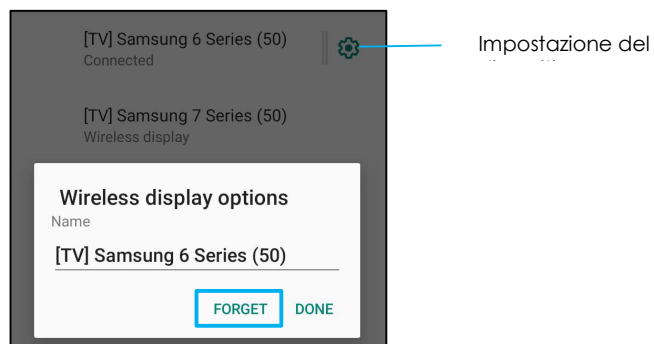 [TV] Samsung 6 Series (50)
Connected
Impostazione del
[TV] Samsung 7 Series (50)
Wireless display
Wireless display options
Name
[TV] Samsung 6 Series (50)
FORGET DONE